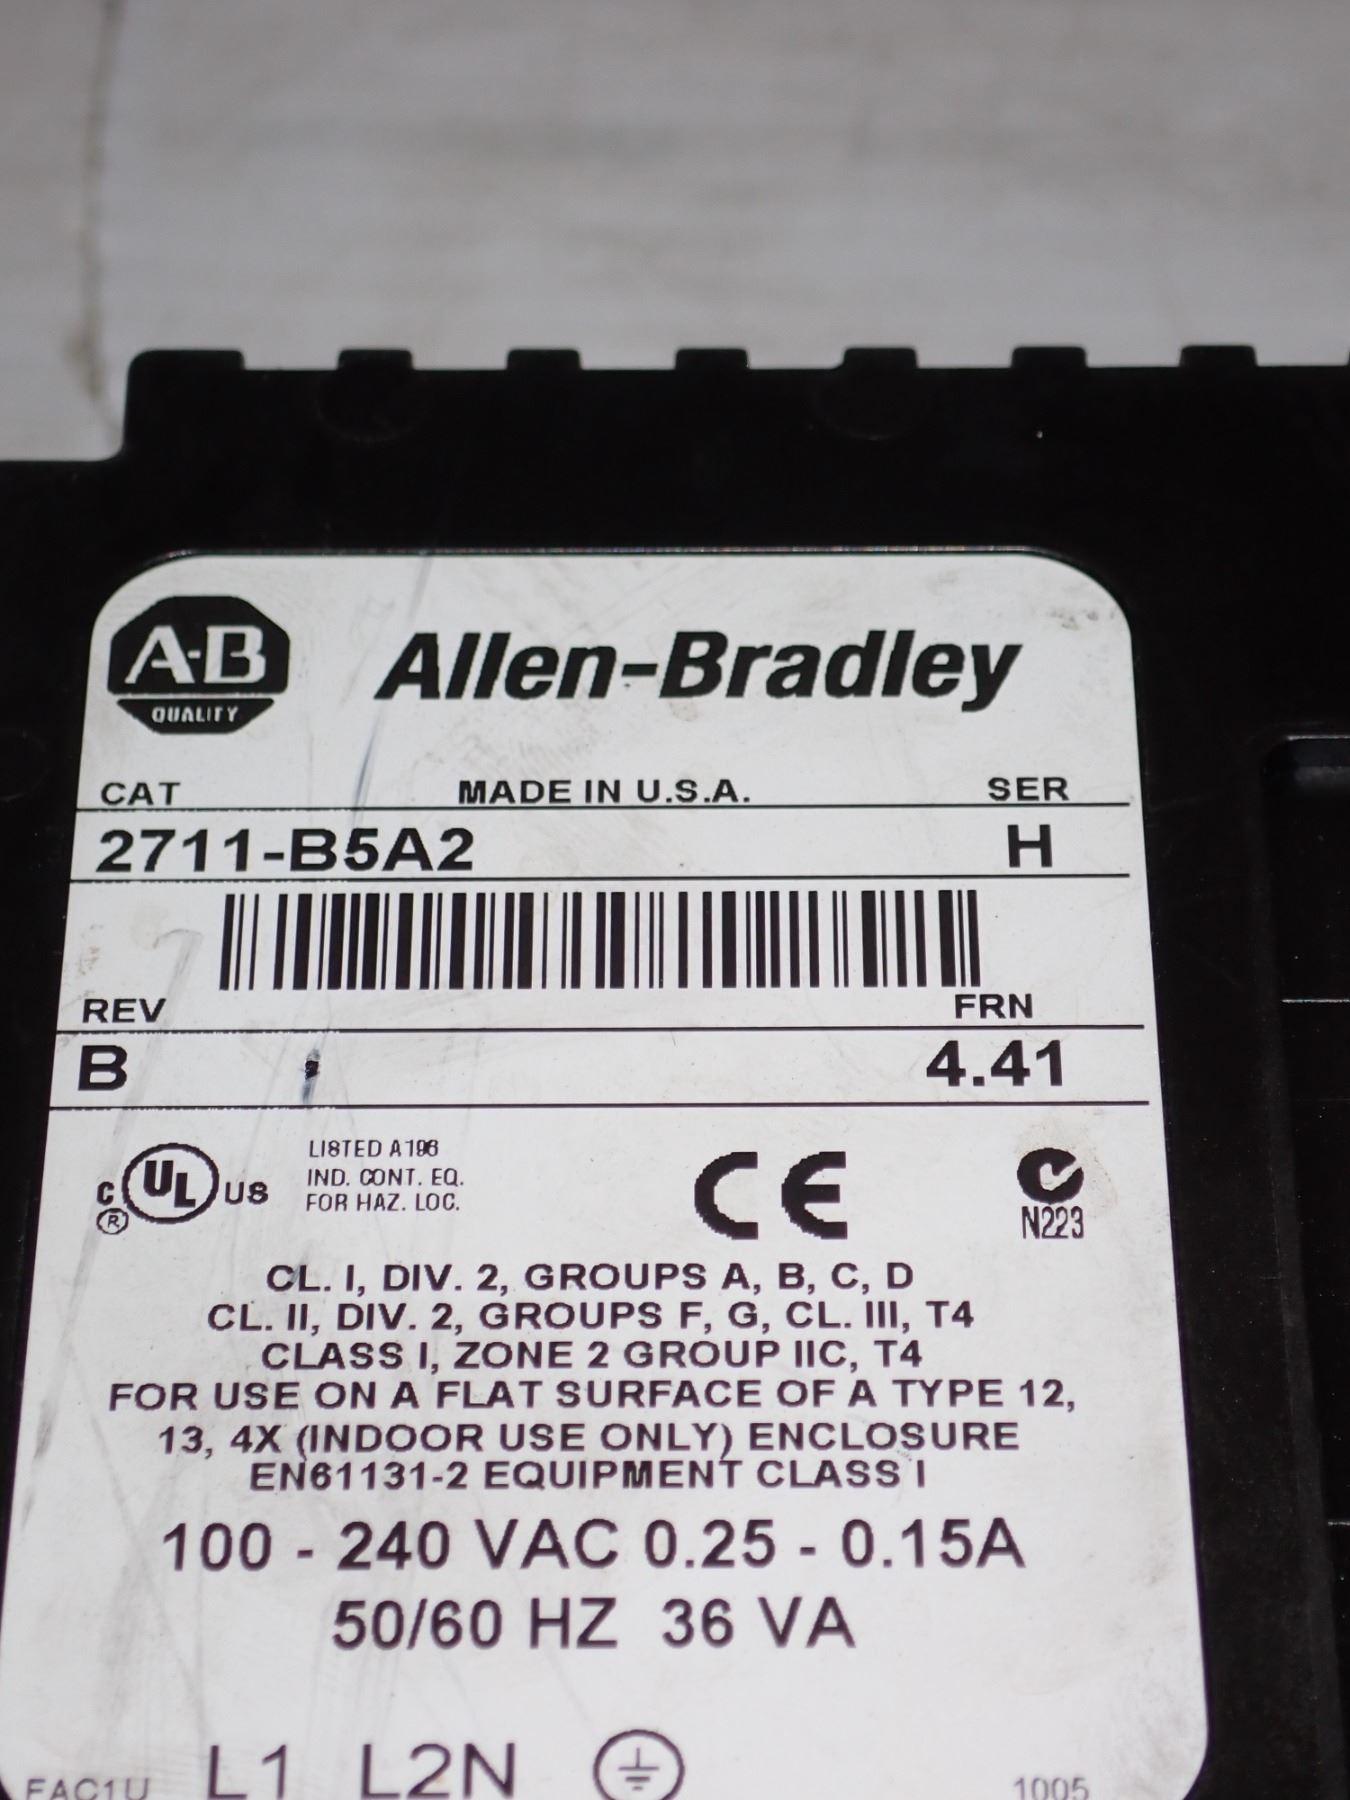 A-B
QUALITY
Allen-Bradley
CAT MADE IN U.S.A. SER
2711-B5A2 H
REV FRN
B 4.41
C UL US
®
LISTED A196
IND. CONT. EQ.
FOR HAZ. LOC.
CE
N223
CL. I, DIV. 2, GROUPS A, B, C, D
CL. II, DIV. 2, GROUPS F, G, CL. III, T4
CLASS I, ZONE 2 GROUP IIC, T4
FOR USE ON A FLAT SURFACE OF A TYPE 12,
13, 4X (INDOOR USE ONLY) ENCLOSURE
EN61131-2 EQUIPMENT CLASS I
100 - 240 VAC 0.25 - 0.15A
50/60 HZ 36 VA
FAC1U L1 L2N 1005